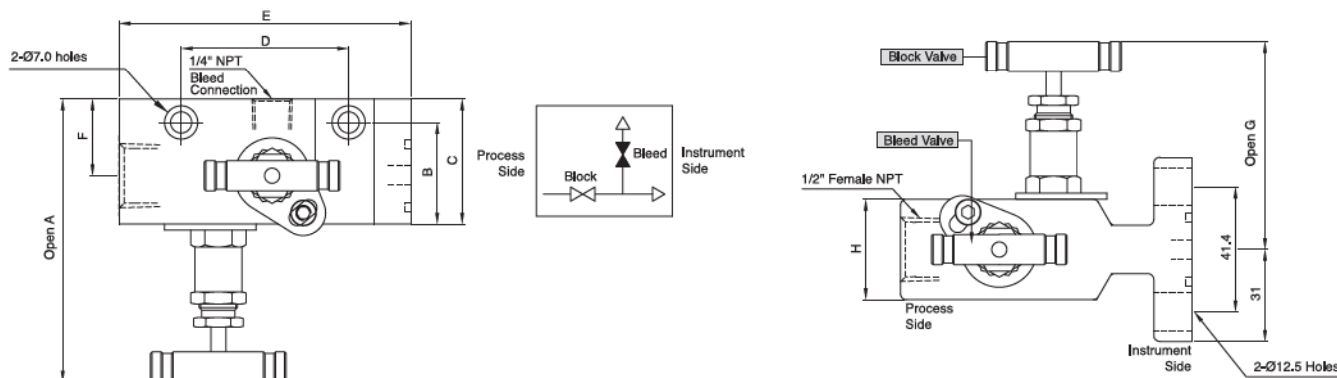 E
D
2-Ø7.0 holes
1/4" NPT
Bleed
Connection
F
B
C
Open A
Process
Side
Bleed
Block
Instrument
Side
Block Valve
Bleed Valve
1/2" Female NPT
Open G
H
41.4
31
Process
Side
Instrument
Side
2-Ø12.5 Holes